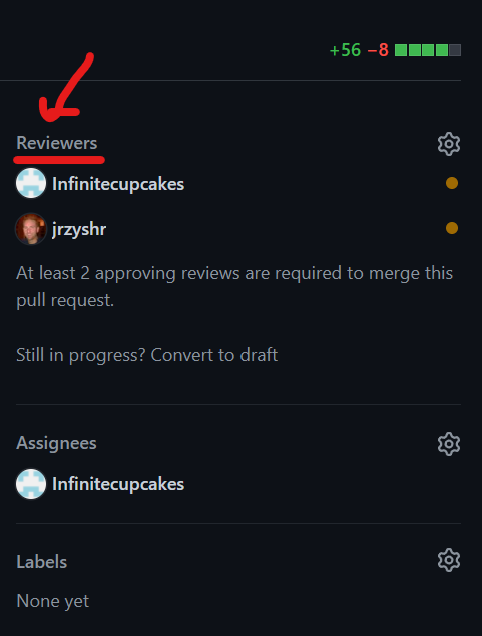 +56 −8
Reviewers
Infinitecupcakes
jrzyshr
At least 2 approving reviews are required to merge this
pull request.
Still in progress? Convert to draft
Assignees
Infinitecupcakes
Labels
None yet